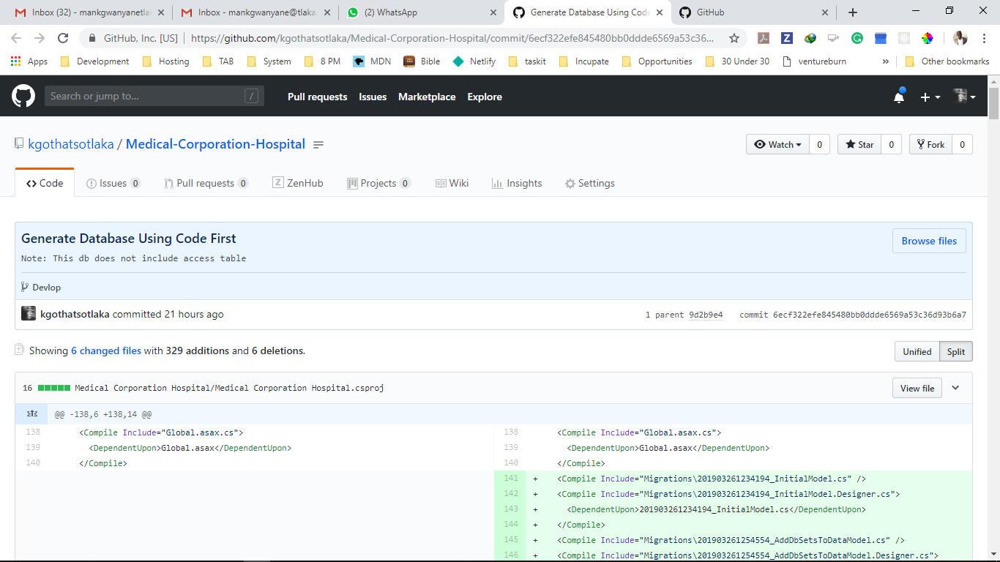 Inbox (32) - mankgwanyanetla
Inbox - mankgwanyane@tlaka.
(2) WhatsApp
Generate Database Using Code
GitHub
GitHub, Inc. [US] | https://github.com/kgothatsotlaka/Medical-Corporation-Hospital/commit/6ecf322efe845480bb0ddde6569a53c36...
Apps Development Hosting TAB System 8 PM MDN Bible Netlify taskit Incupate Opportunities 30 Under 30 ventureburn » Other bookmarks
Search or jump to... / Pull requests Issues Marketplace Explore
kgothatsotlaka / Medical-Corporation-Hospital Watch 0 Star 0 Fork 0
Code Issues 0 Pull requests 0 ZenHub Projects 0 Wiki Insights Settings
Generate Database Using Code First Browse files
Note: This db does not include access table
Devlop
kgothatsotlaka committed 21 hours ago 1 parent 9d2b9e4 commit 6ecf322efe845480bb0ddde6569a53c36d93b6a7
Showing 6 changed files with 329 additions and 6 deletions. Unified Split
16 Medical Corporation Hospital/Medical Corporation Hospital.csproj View file
@@ -138,6 +138,14 @@
138 <Compile Include="Global.asax.cs"> 138 <Compile Include="Global.asax.cs">
139 <DependentUpon>Global.asax</DependentUpon> 139 <DependentUpon>Global.asax</DependentUpon>
140 </Compile> 140 </Compile>
141 + <Compile Include="Migrations\201903261234194_InitialModel.cs" />
142 + <Compile Include="Migrations\201903261234194_InitialModel.Designer.cs">
143 + <DependentUpon>201903261234194_InitialModel.cs</DependentUpon>
144 + </Compile>
145 + <Compile Include="Migrations\201903261254554_AddDbSetsToDataModel.cs" />
146 + <Compile Include="Migrations\201903261254554_AddDbSetsToDataModel.Designer.cs">